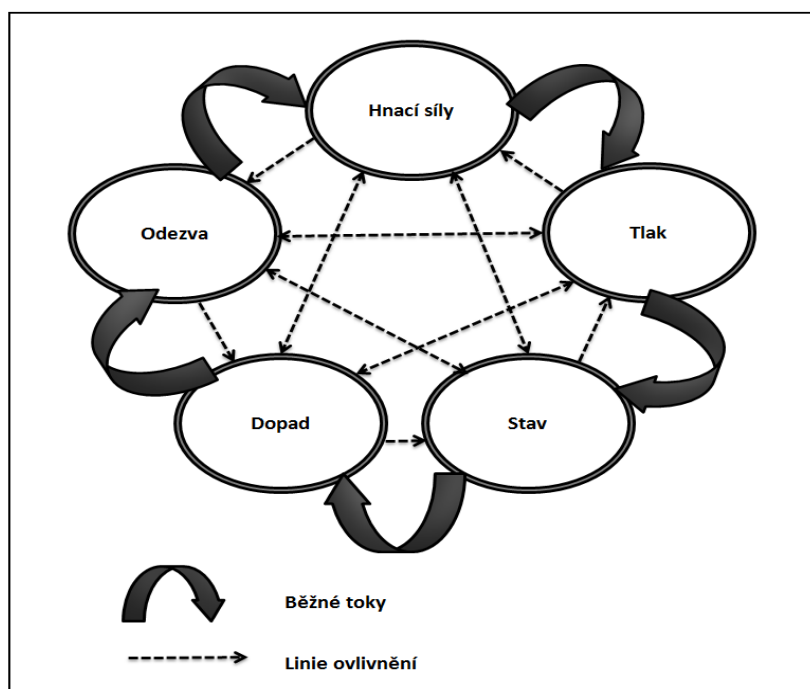 Hnací síly
Odezva
Tlak
Dopad
Stav
Běžné toky
Linie ovlivnění